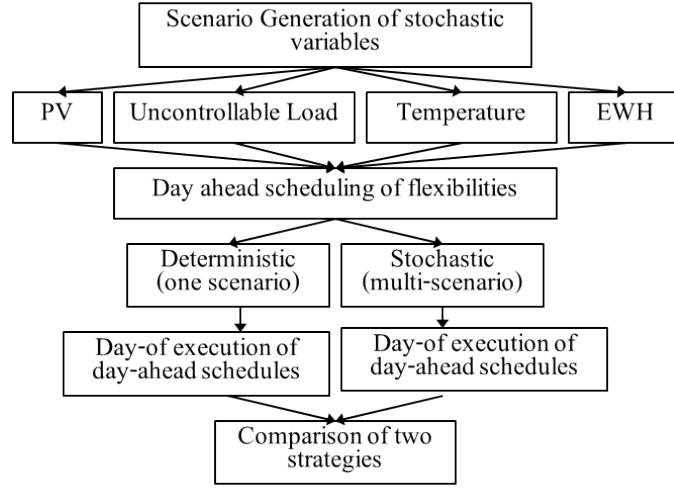 Scenario Generation of stochastic
variables
PV
Uncontrollable Load
Temperature
EWH
Day ahead scheduling of flexibilities
Deterministic
(one scenario)
Stochastic
(multi-scenario)
Day-of execution of
day-ahead schedules
Day-of execution of
day-ahead schedules
Comparison of two
strategies